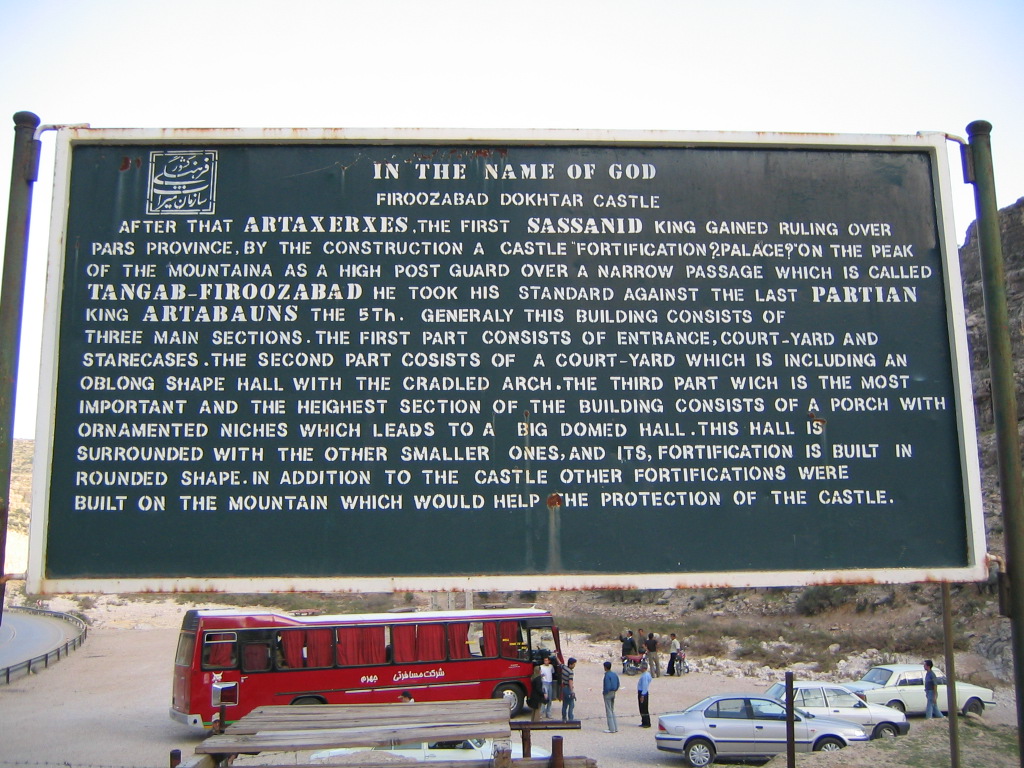 سازمان میراث فرهنگی کشور
IN THE NAME OF GOD
FIROOZABAD DOKHTAR CASTLE
AFTER THAT ARTAXERXES, THE FIRST SASSANID KING GAINED RULING OVER
PARS PROVINCE, BY THE CONSTRUCTION A CASTLE "FORTIFICATION?PALACE?" ON THE PEAK
OF THE MOUNTAINA AS A HIGH POST GUARD OVER A NARROW PASSAGE WHICH IS CALLED
TANGAB-FIROOZABAD HE TOOK HIS STANDARD AGAINST THE LAST PARTIAN
KING ARTABAUNS THE 5TH. GENERALY THIS BUILDING CONSISTS OF
THREE MAIN SECTIONS. THE FIRST PART CONSISTS OF ENTRANCE, COURT-YARD AND
STARECASES. THE SECOND PART COSISTS OF A COURT-YARD WHICH IS INCLUDING AN
OBLONG SHAPE HALL WITH THE CRADLED ARCH. THE THIRD PART WICH IS THE MOST
IMPORTANT AND THE HEIGHEST SECTION OF THE BUILDING CONSISTS OF A PORCH WITH
ORNAMENTED NICHES WHICH LEADS TO A BIG DOMED HALL. THIS HALL IS
SURROUNDED WITH THE OTHER SMALLER ONES, AND ITS, FORTIFICATION IS BUILT IN
ROUNDED SHAPE. IN ADDITION TO THE CASTLE OTHER FORTIFICATIONS WERE
BUILT ON THE MOUNTAIN WHICH WOULD HELP THE PROTECTION OF THE CASTLE.
شرکت مسافرتی جهرم